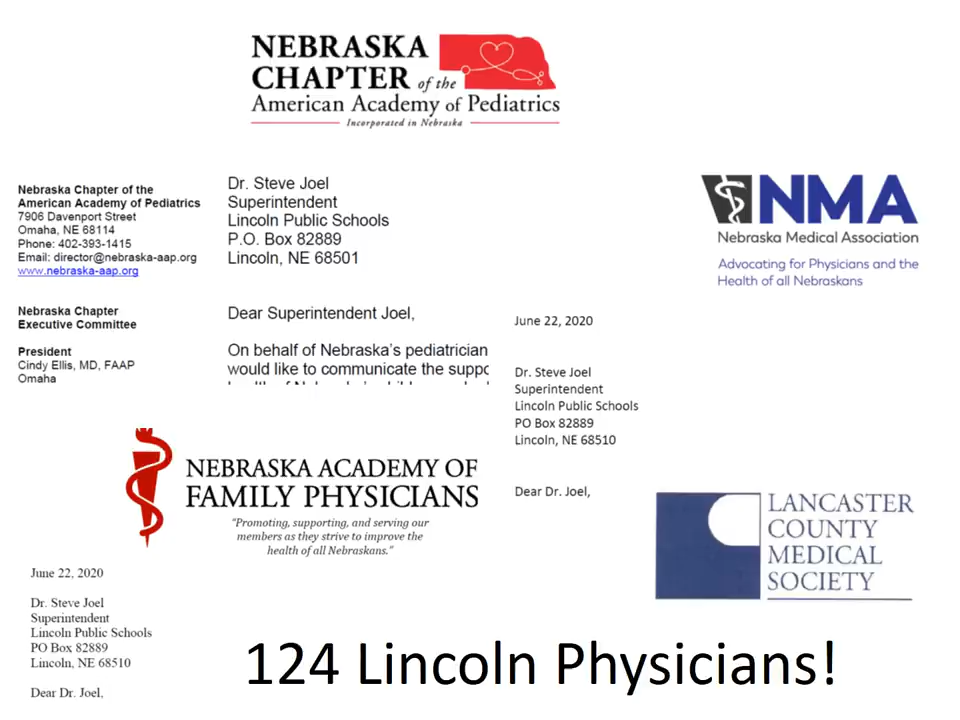 NEBRASKA
CHAPTER of the
American Academy of Pediatrics
Incorporated in Nebraska
Nebraska Chapter of the
American Academy of Pediatrics
7906 Davenport Street
Omaha, NE 68114
Phone: 402-393-1415
Email: director@nebraska-aap.org
www.nebraska-aap.org
Nebraska Chapter
Executive Committee
President
Cindy Ellis, MD, FAAP
Omaha
Dr. Steve Joel
Superintendent
Lincoln Public Schools
P.O. Box 82889
Lincoln, NE 68501
Dear Superintendent Joel,
On behalf of Nebraska's pediatrician
would like to communicate the suppo
NMA
Nebraska Medical Association
Advocating for Physicians and the
Health of all Nebraskans
June 22, 2020
Dr. Steve Joel
Superintendent
Lincoln Public Schools
PO Box 82889
Lincoln, NE 68510
Dear Dr. Joel,
NEBRASKA ACADEMY OF
FAMILY PHYSICIANS
"Promoting, supporting, and serving our
members as they strive to improve the
health of all Nebraskans."
LANCASTER
COUNTY
MEDICAL
SOCIETY
June 22, 2020
Dr. Steve Joel
Superintendent
Lincoln Public Schools
PO Box 82889
Lincoln, NE 68510
Dear Dr. Joel,
124 Lincoln Physicians!